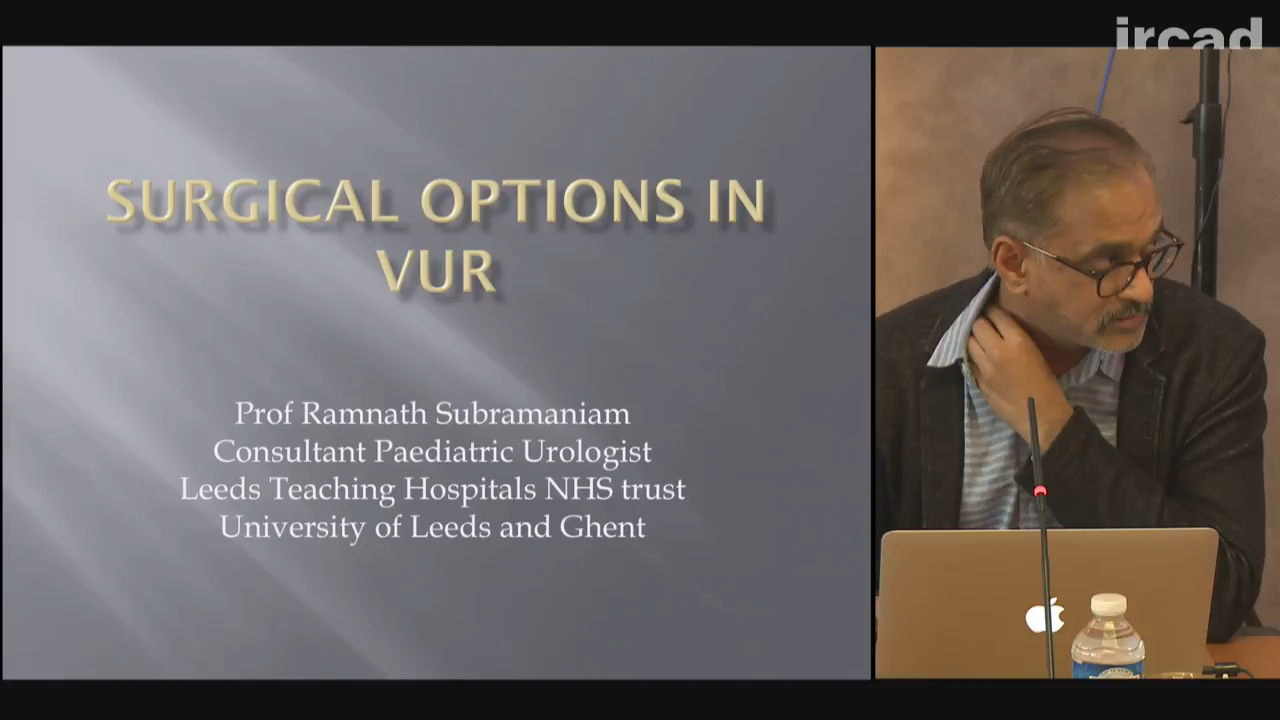 ircad
SURGICAL OPTIONS IN
VUR
Prof Ramnath Subramaniam
Consultant Paediatric Urologist
Leeds Teaching Hospitals NHS trust
University of Leeds and Ghent